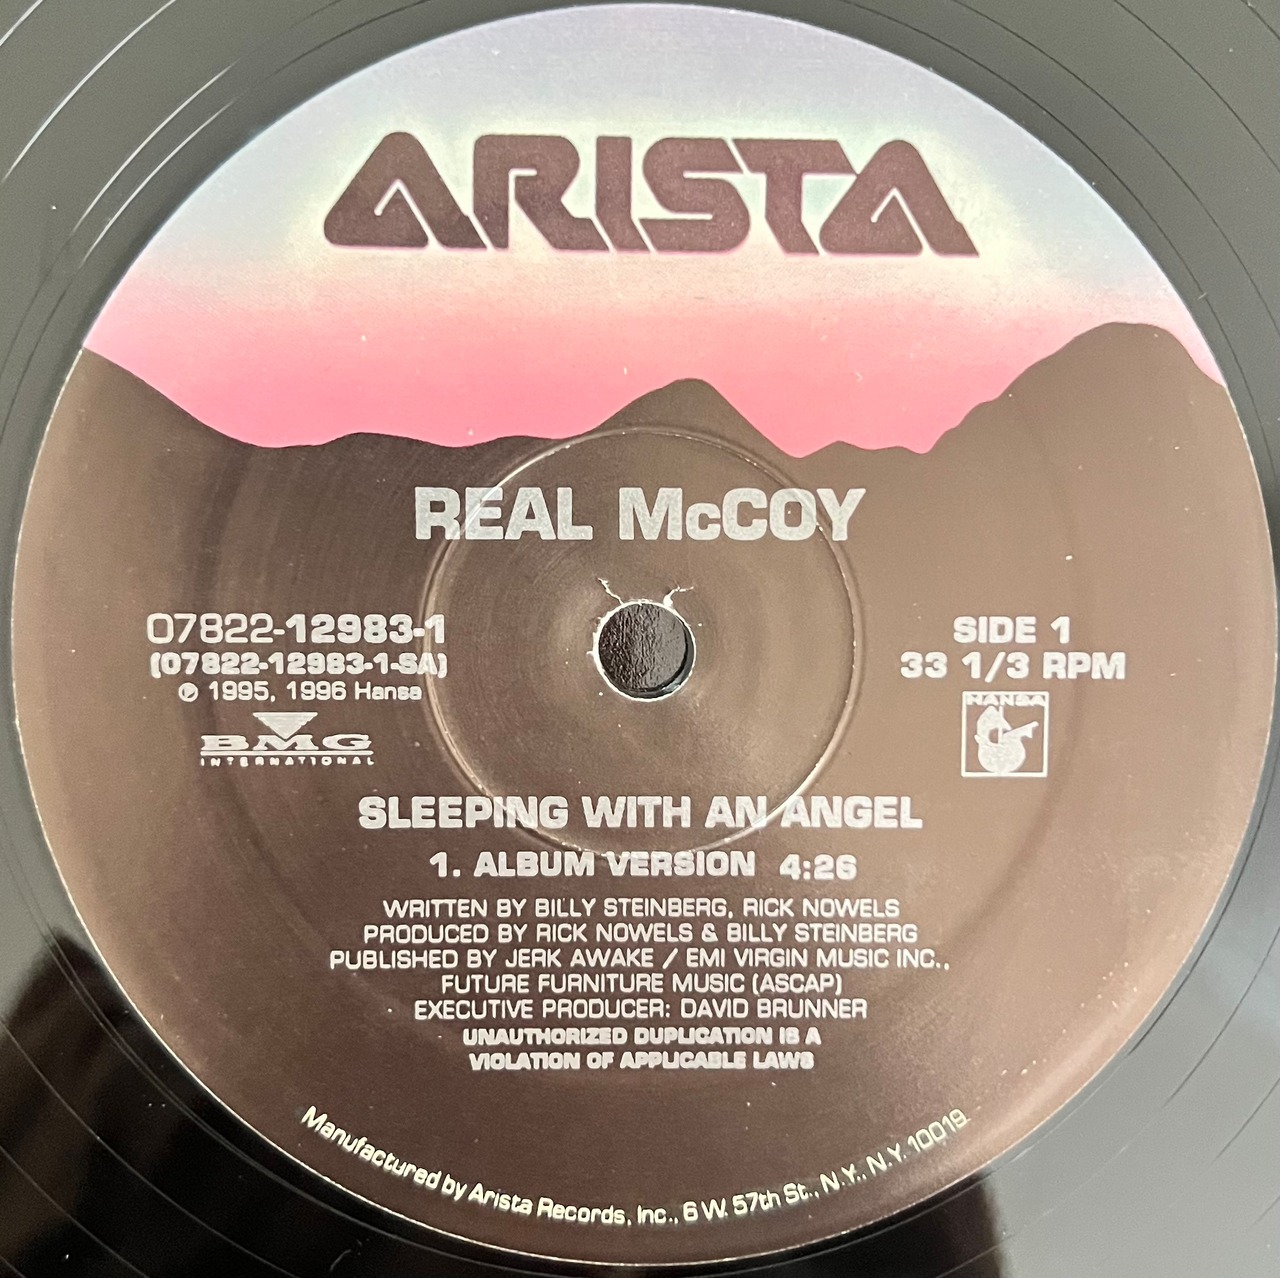 ARISTA
REAL McCOY
07822-12983-1
(07822-12983-1-SA)
℗ 1995, 1996 Hansa
BMG
INTERNATIONAL
SIDE 1
33 1/3 RPM
HANSA
SLEEPING WITH AN ANGEL
1. ALBUM VERSION 4:26
WRITTEN BY BILLY STEINBERG, RICK NOWELS
PRODUCED BY RICK NOWELS & BILLY STEINBERG
PUBLISHED BY JERK AWAKE / EMI VIRGIN MUSIC INC.,
FUTURE FURNITURE MUSIC (ASCAP)
EXECUTIVE PRODUCER: DAVID BRUNNER
UNAUTHORIZED DUPLICATION IS A
VIOLATION OF APPLICABLE LAWS
Manufactured by Arista Records, Inc., 6 W. 57th St., N.Y., N.Y. 10019